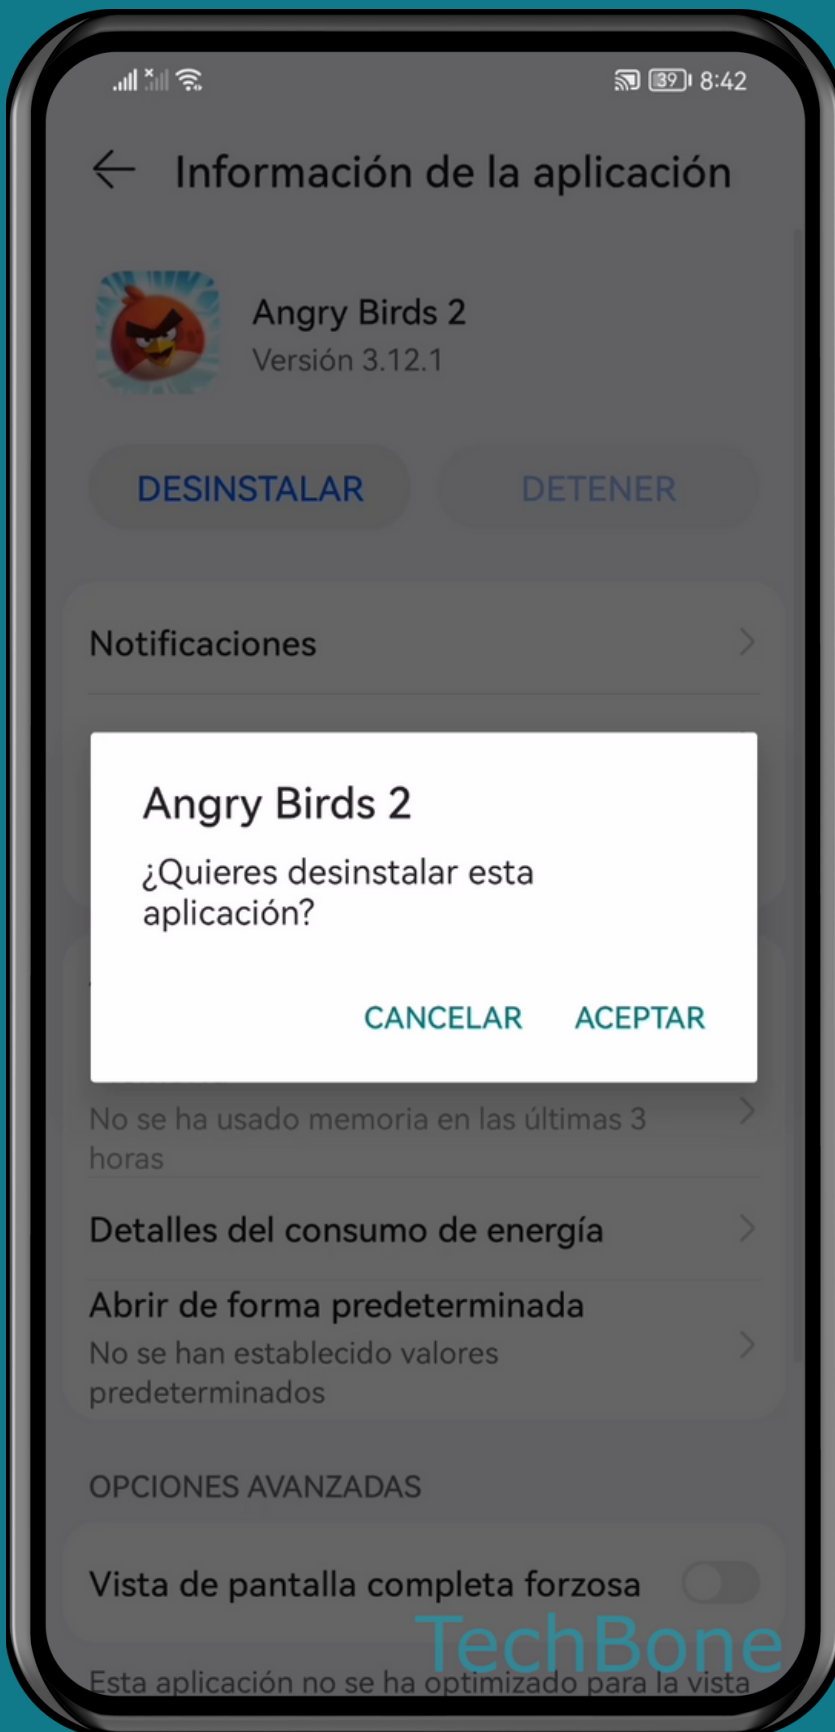 39 8:42
Información de la aplicación
Angry Birds 2
Versión 3.12.1
DESINSTALAR DETENER
Notificaciones
Angry Birds 2
¿Quieres desinstalar esta
aplicación?
CANCELAR ACEPTAR
No se ha usado memoria en las últimas 3
horas
Detalles del consumo de energía
Abrir de forma predeterminada
No se han establecido valores
predeterminados
OPCIONES AVANZADAS
Vista de pantalla completa forzosa
TechBone
Esta aplicación no se ha optimizado para la vista